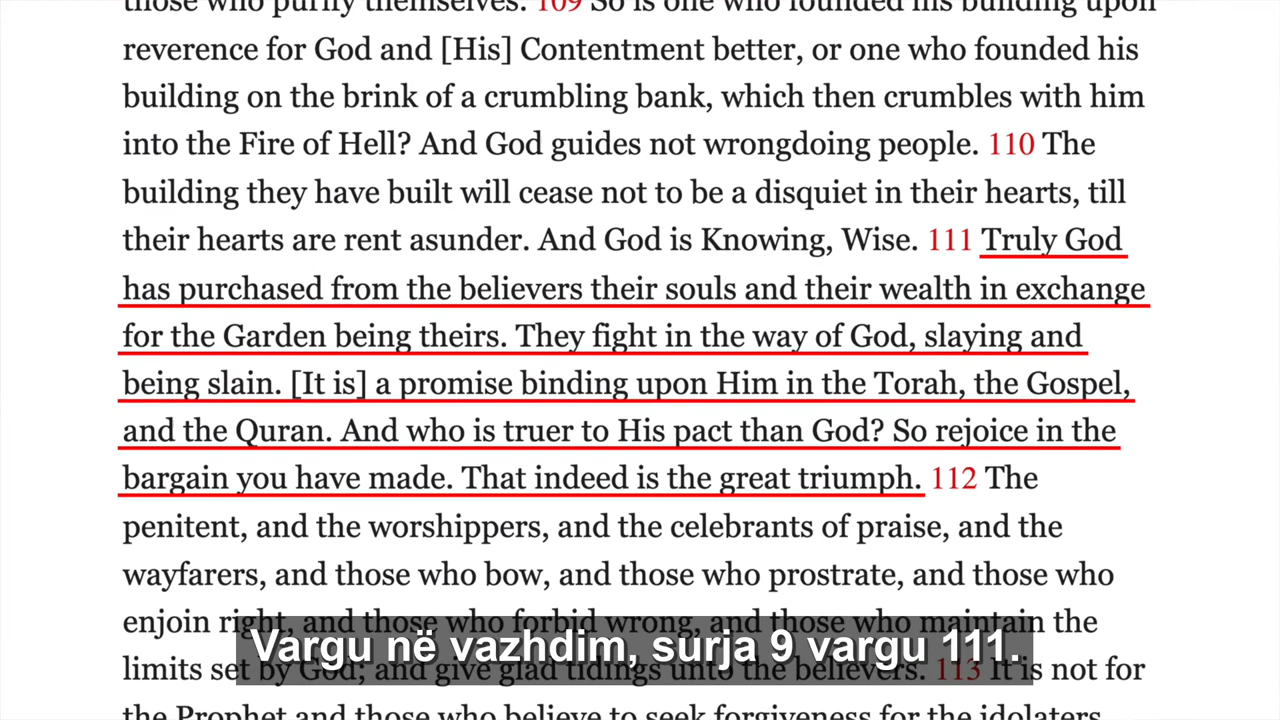 those who purify themselves. 109 So is one who founded his building upon
reverence for God and [His] Contentment better, or one who founded his
building on the brink of a crumbling bank, which then crumbles with him
into the Fire of Hell? And God guides not wrongdoing people. 110 The
building they have built will cease not to be a disquiet in their hearts, till
their hearts are rent asunder. And God is Knowing, Wise. 111 Truly God
has purchased from the believers their souls and their wealth in exchange
for the Garden being theirs. They fight in the way of God, slaying and
being slain. [It is] a promise binding upon Him in the Torah, the Gospel,
and the Quran. And who is truer to His pact than God? So rejoice in the
bargain you have made. That indeed is the great triumph. 112 The
penitent, and the worshippers, and the celebrants of praise, and the
wayfarers, and those who bow, and those who prostrate, and those who
enjoin right, and those who forbid wrong, and those who maintain the
Vargu në vazhdim, surja 9 vargu 111.
limits set by God; and give glad tidings unto the believers. 113 It is not for
the Prophet and those who believe to seek forgiveness for the idolaters